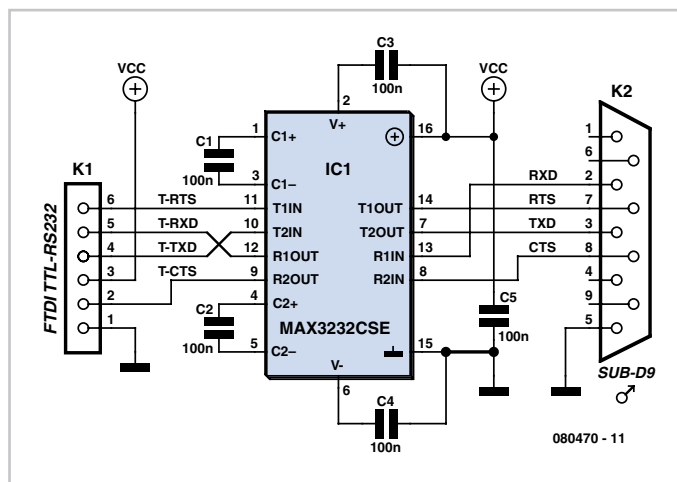 C3
100n
VCC
VCC
K2
2
V+
C1
1
C1+
16
IC1
100n
3
C1–
K1
6
T-RTS
11
T1IN
T1OUT
14
RTS
5
T-RXD
10
T2IN
T2OUT
7
TXD
4
T-TXD
12
R1OUT
R1IN
13
RXD
3
T-CTS
9
R2OUT
R2IN
8
CTS
2
1
FTDI TTL-RS232
C2
4
C2+
100n
5
C2–
MAX3232CSE
15
V-
6
C4
100n
C5
100n
1
6
2
7
3
8
4
9
5
SUB-D9
080470 - 11